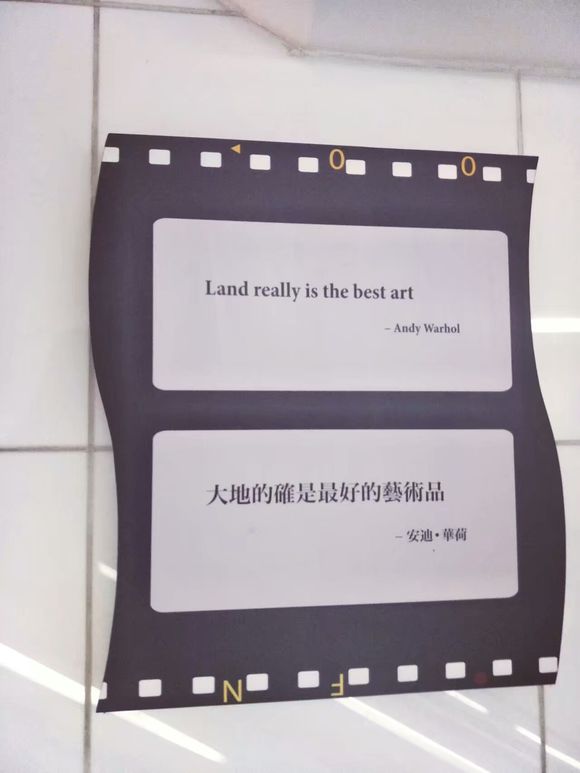 0 0
Land really is the best art
– Andy Warhol
大地的確是最好的藝術品
– 安迪•華荷
N F